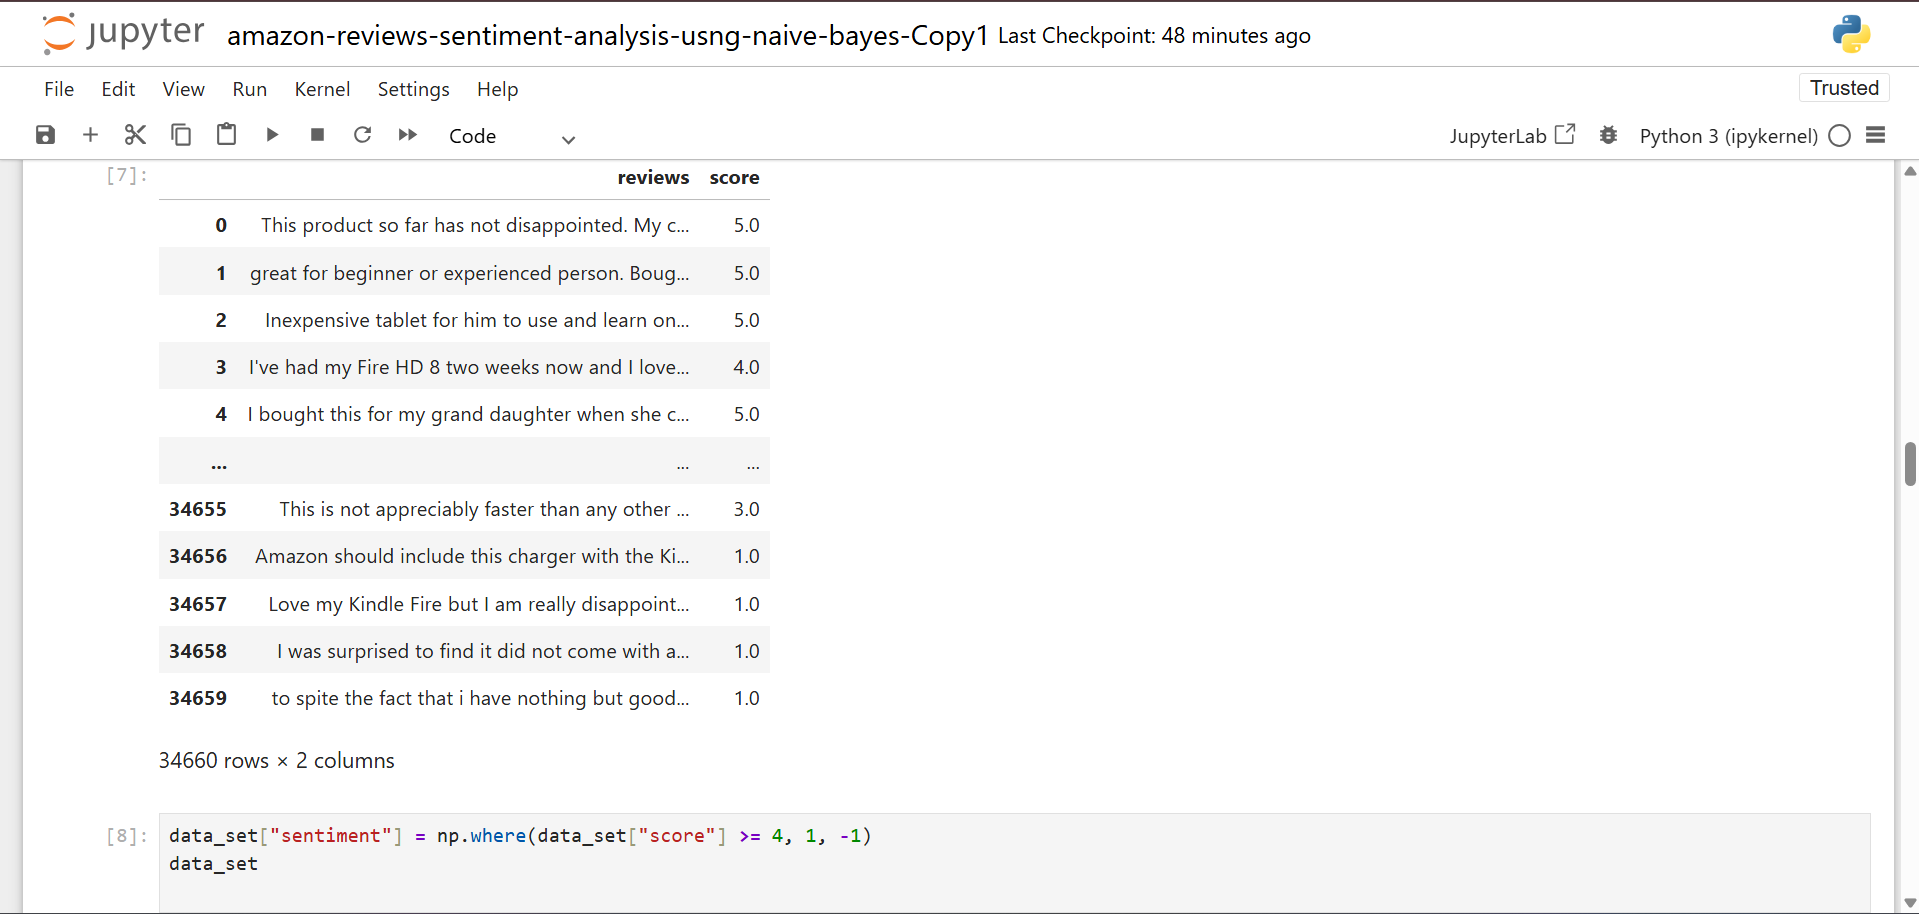 jupyter amazon-reviews-sentiment-analysis-usng-naive-bayes-Copy1 Last Checkpoint: 48 minutes ago
File Edit View Run Kernel Settings Help Trusted
Code JupyterLab Python 3 (ipykernel)
[7]: reviews score
0 This product so far has not disappointed. My c... 5.0
1 great for beginner or experienced person. Boug... 5.0
2 Inexpensive tablet for him to use and learn on... 5.0
3 I've had my Fire HD 8 two weeks now and I love... 4.0
4 I bought this for my grand daughter when she c... 5.0
... ... ...
34655 This is not appreciably faster than any other ... 3.0
34656 Amazon should include this charger with the Ki... 1.0
34657 Love my Kindle Fire but I am really disappoint... 1.0
34658 I was surprised to find it did not come with a... 1.0
34659 to spite the fact that i have nothing but good... 1.0
34660 rows × 2 columns
[8]: data_set["sentiment"] = np.where(data_set["score"] >= 4, 1, -1)
data_set